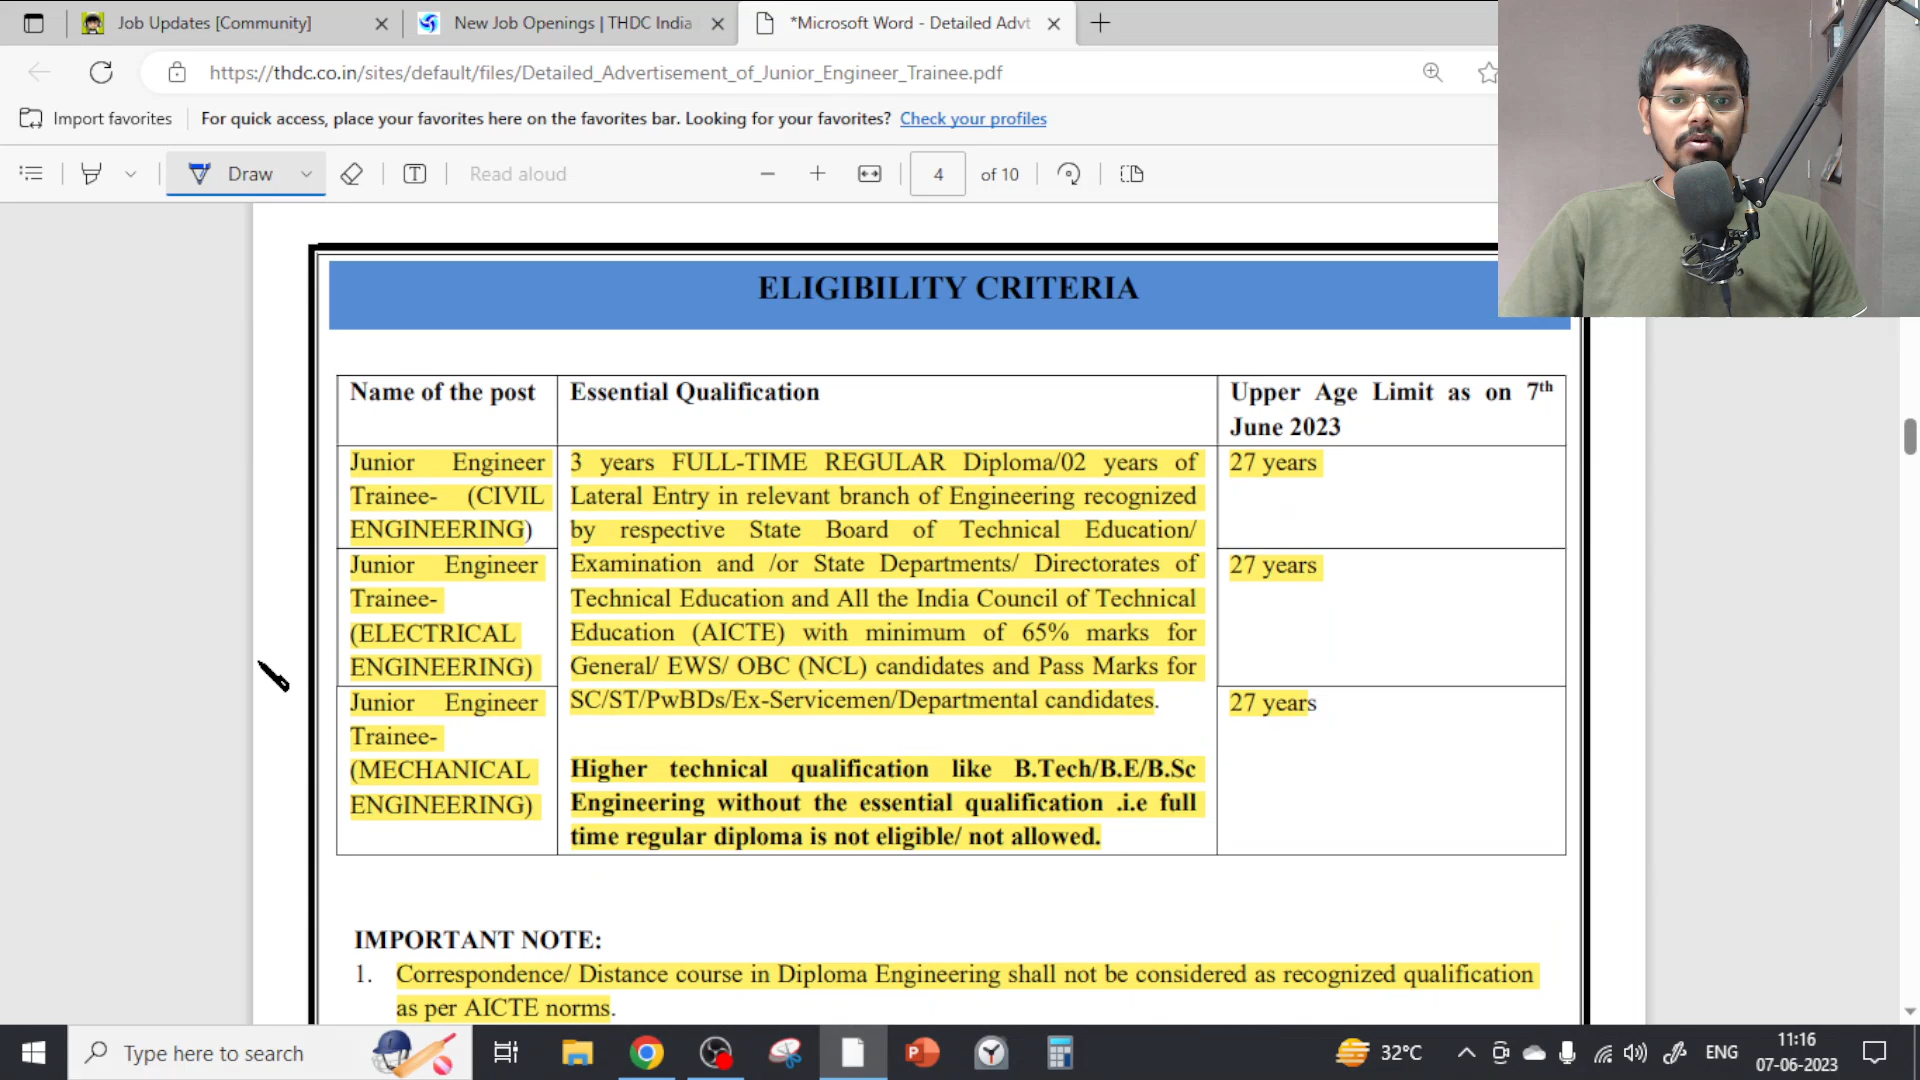 Job Updates [Community]
New Job Openings | THDC India
*Microsoft Word - Detailed Advt
https://thdc.co.in/sites/default/files/Detailed_Advertisement_of_Junior_Engineer_Trainee.pdf
Import favorites
For quick access, place your favorites here on the favorites bar. Looking for your favorites? Check your profiles
Draw
Read aloud
4 of 10
ELIGIBILITY CRITERIA
Name of the post
Essential Qualification
Upper Age Limit as on 7th
June 2023
Junior Engineer
Trainee- (CIVIL
ENGINEERING)
3 years FULL-TIME REGULAR Diploma/02 years of
Lateral Entry in relevant branch of Engineering recognized
by respective State Board of Technical Education/
Examination and /or State Departments/ Directorates of
Technical Education and All the India Council of Technical
Education (AICTE) with minimum of 65% marks for
General/ EWS/ OBC (NCL) candidates and Pass Marks for
SC/ST/PwBDs/Ex-Servicemen/Departmental candidates.
Higher technical qualification like B.Tech/B.E/B.Sc
Engineering without the essential qualification .i.e full
time regular diploma is not eligible/ not allowed.
27 years
Junior Engineer
Trainee-
(ELECTRICAL
ENGINEERING)
27 years
Junior Engineer
Trainee-
(MECHANICAL
ENGINEERING)
27 years
IMPORTANT NOTE:
1. Correspondence/ Distance course in Diploma Engineering shall not be considered as recognized qualification
as per AICTE norms.
Type here to search
32°C
ENG
11:16
07-06-2023